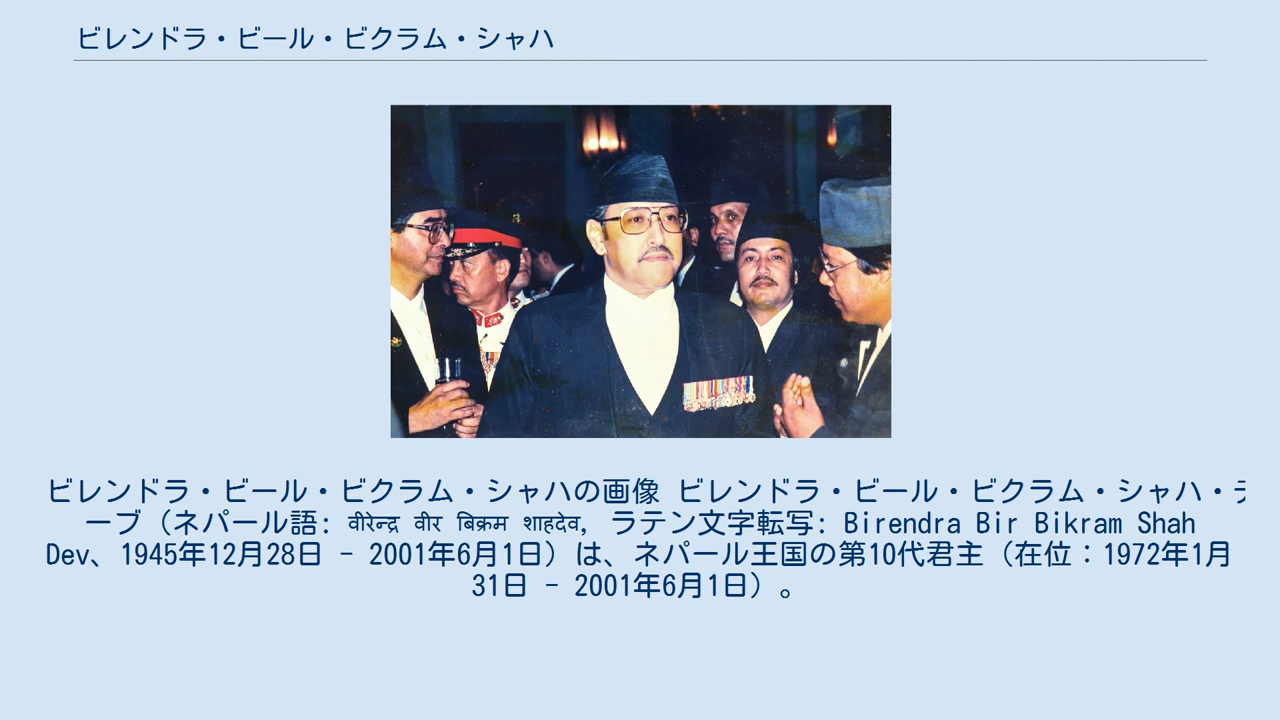 ビレンドラ・ビール・ビクラム・シャハ
ビレンドラ・ビール・ビクラム・シャハの画像 ビレンドラ・ビール・ビクラム・シャハ・デ
ーブ（ネパール語: वीरेन्द्र वीर बिक्रम शाहदेव, ラテン文字転写: Birendra Bir Bikram Shah
Dev、1945年12月28日 - 2001年6月1日）は、ネパール王国の第10代君主（在位：1972年1月
31日 - 2001年6月1日）。